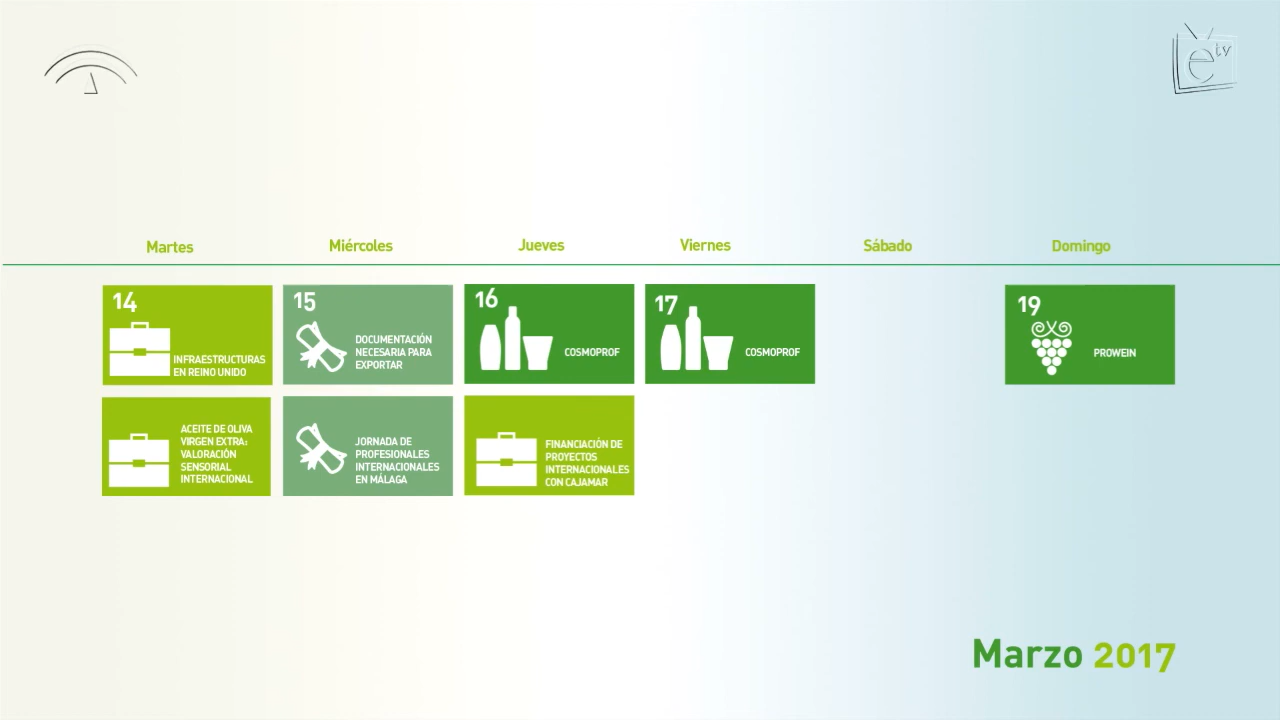 e tv
Martes
Miércoles
Jueves
Viernes
Sábado
Domingo
14
INFRAESTRUCTURAS
EN REINO UNIDO
15
DOCUMENTACIÓN
NECESARIA PARA
EXPORTAR
16
COSMOPROF
17
COSMOPROF
19
PROWEIN
ACEITE DE OLIVA
VIRGEN EXTRA:
VALORACIÓN
SENSORIAL
INTERNACIONAL
JORNADA DE
PROFESIONALES
INTERNACIONALES
EN MÁLAGA
FINANCIACIÓN DE
PROYECTOS
INTERNACIONALES
CON CAJAMAR
Marzo 2017